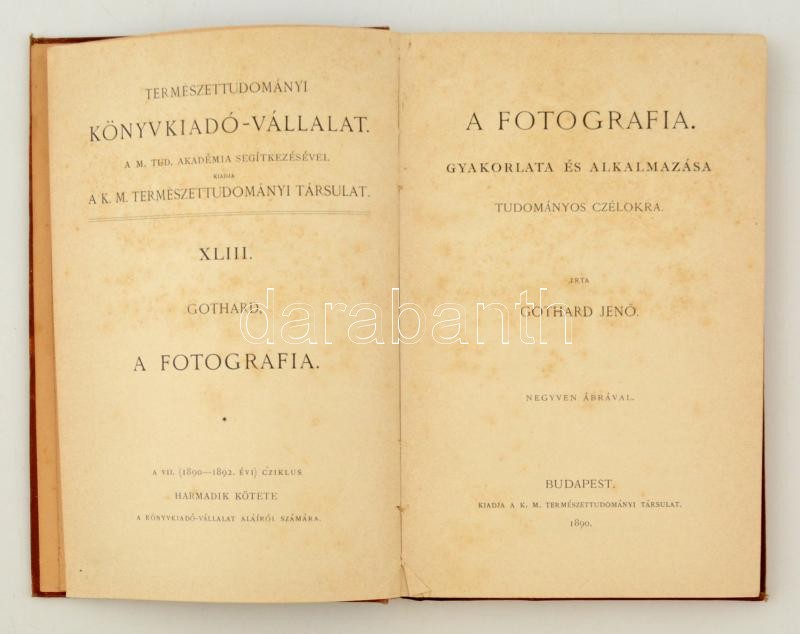 TERMÉSZETTUDOMÁNYI
KÖNYVKIADÓ-VÁLLALAT.
A M. TUD. AKADÉMIA SEGÍTKEZÉSÉVEL
KIADJA
A K. M. TERMÉSZETTUDOMÁNYI TÁRSULAT.
XLIII.
GOTHARD,
A FOTOGRAFIA.
*
A VII. (1890—1892. ÉVI) CZIKLUS
HARMADIK KÖTETE
A KÖNYVKIADÓ-VÁLLALAT ALÁÍRÓI SZÁMÁRA.
A FOTOGRAFIA.
GYAKORLATA ÉS ALKALMAZÁSA
TUDOMÁNYOS CZÉLOKRA.
IRTA
GOTHARD JENŐ.
NEGYVEN ÁBRÁVAL.
BUDAPEST.
KIADJA A K. M. TERMÉSZETTUDOMÁNYI TÁRSULAT.
1890.
darabanth